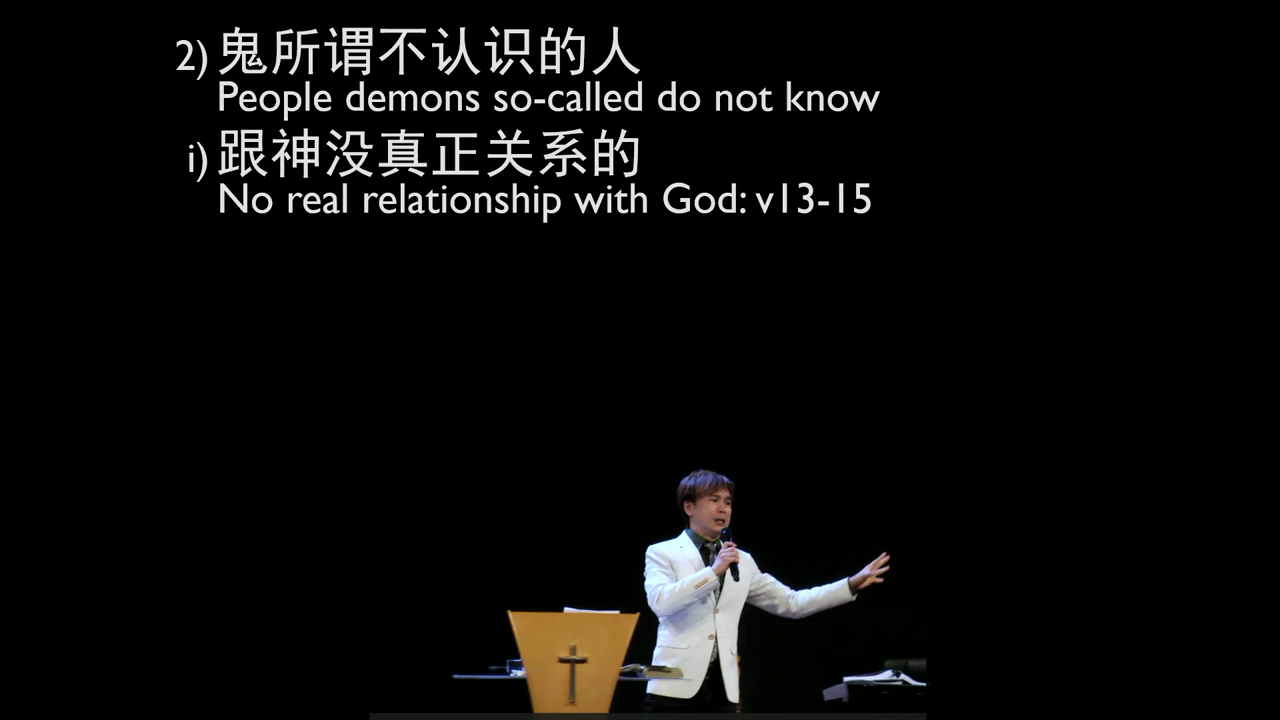 2) 鬼所谓不认识的人
People demons so-called do not know
i) 跟神没真正关系的
No real relationship with God: v13-15